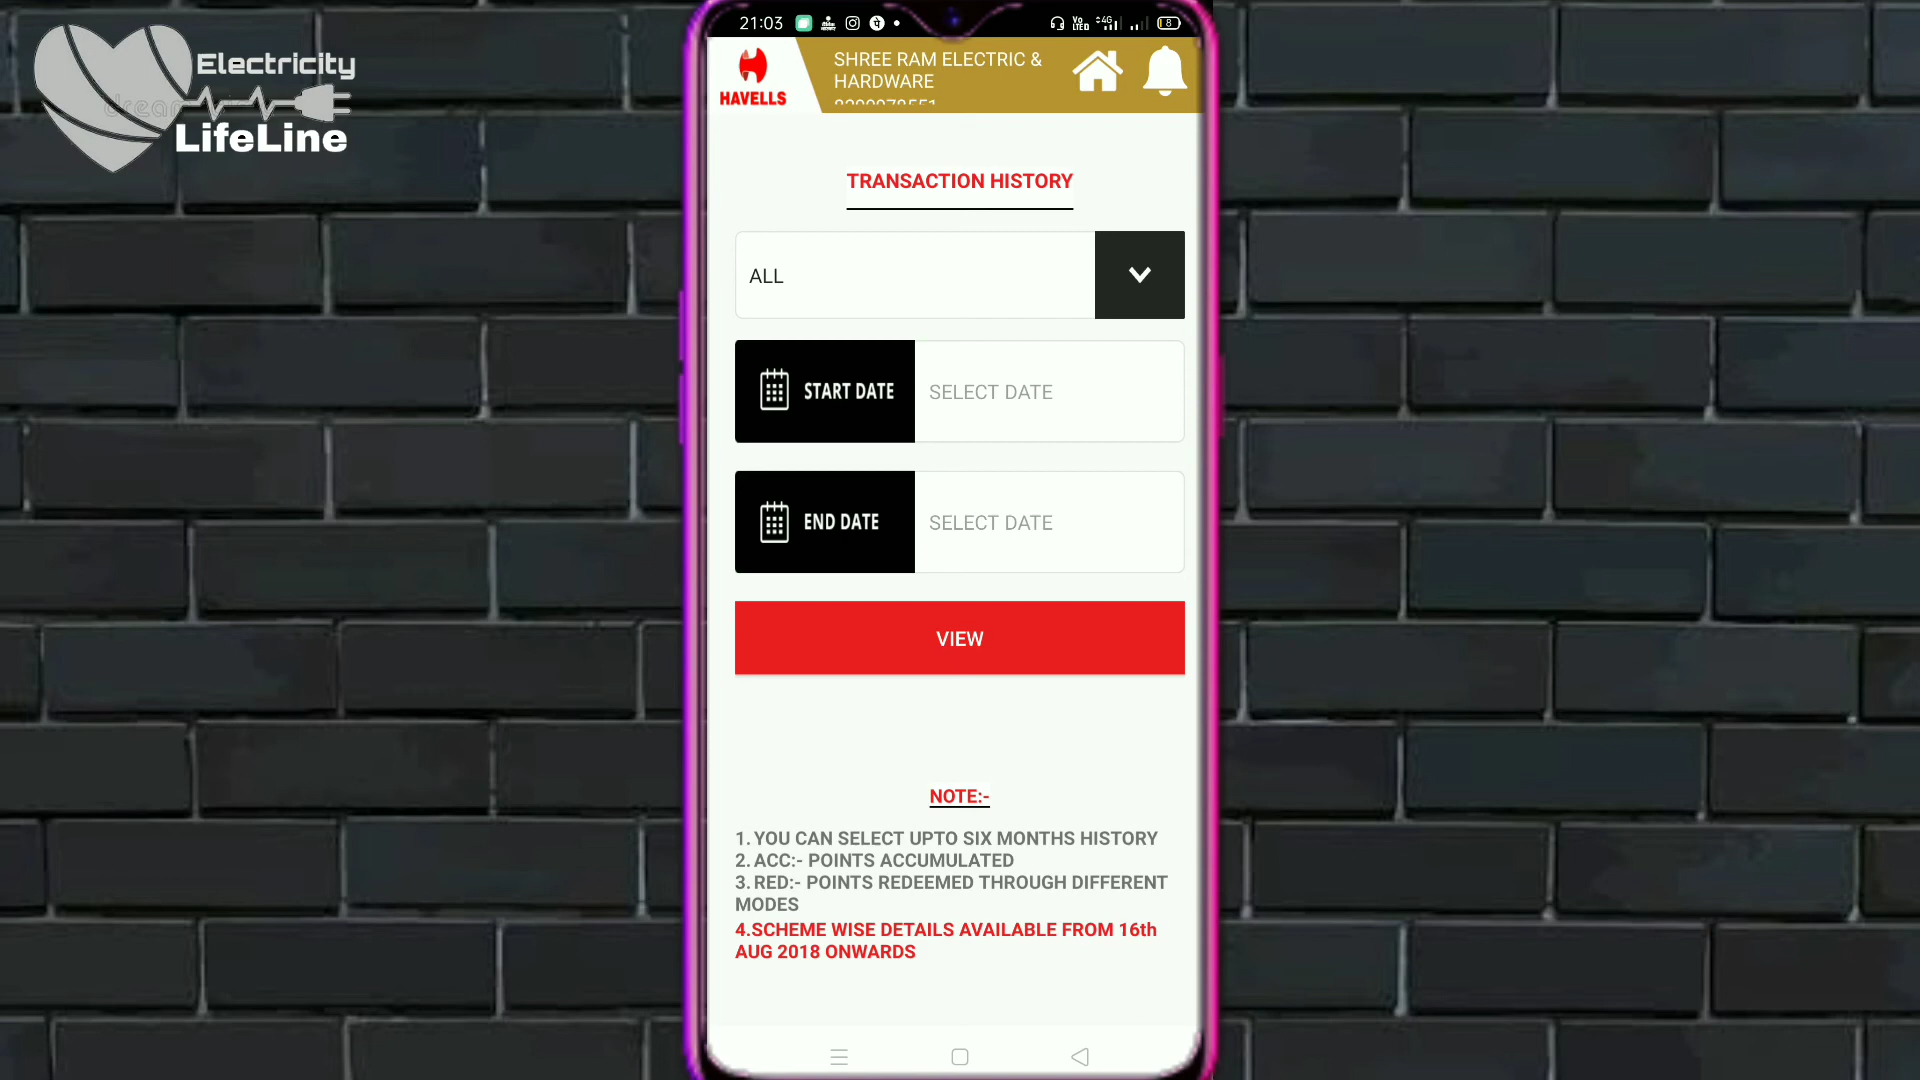 Electricity
LifeLine
21:03
HAVELLS
SHREE RAM ELECTRIC &
HARDWARE
TRANSACTION HISTORY
ALL
START DATE
SELECT DATE
END DATE
SELECT DATE
VIEW
NOTE:-
1. YOU CAN SELECT UPTO SIX MONTHS HISTORY
2. ACC:- POINTS ACCUMULATED
3. RED:- POINTS REDEEMED THROUGH DIFFERENT
MODES
4.SCHEME WISE DETAILS AVAILABLE FROM 16th
AUG 2018 ONWARDS